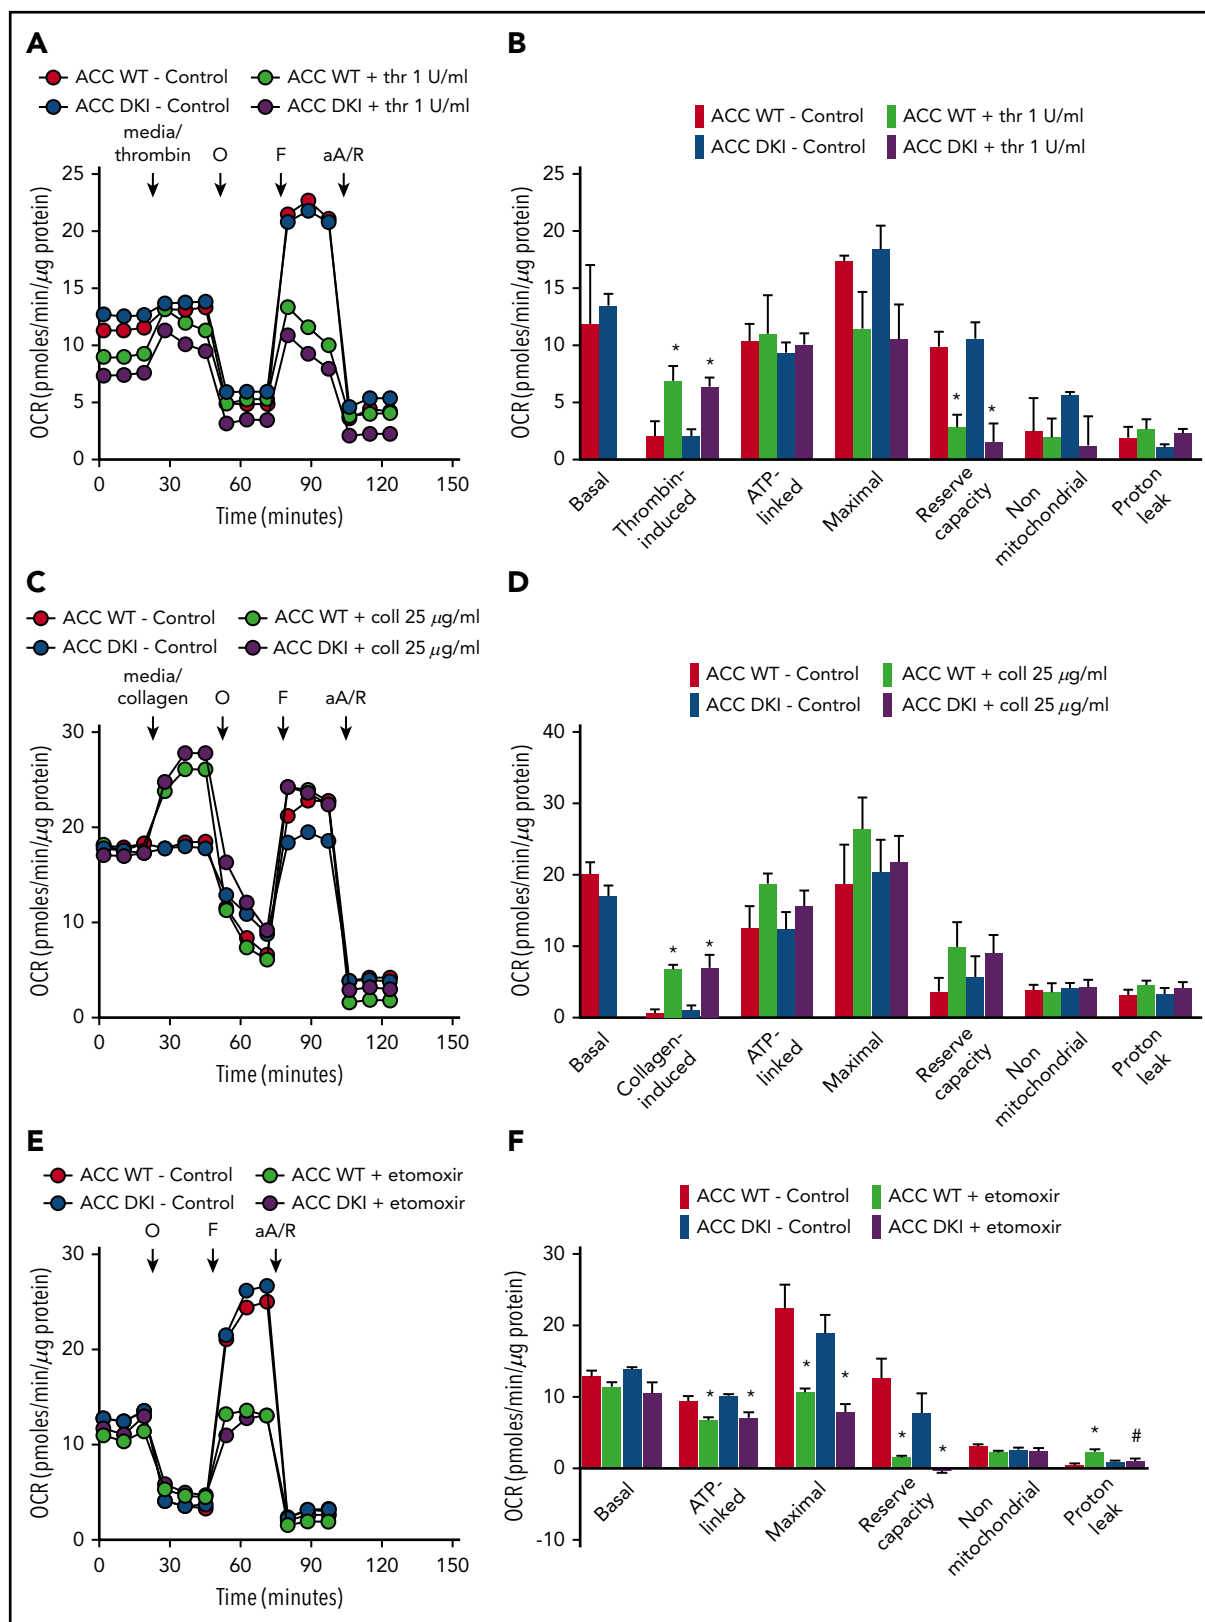 A
ACC WT - Control
ACC WT + thr 1 U/ml
ACC DKI - Control
ACC DKI + thr 1 U/ml
media/
thrombin
O
F
aA/R
25
20
15
10
5
0
OCR (pmoles/min/µg protein)
0 30 60 90 120 150
Time (minutes)
B
ACC WT - Control
ACC WT + thr 1 U/ml
ACC DKI - Control
ACC DKI + thr 1 U/ml
25
20
15
10
5
0
OCR (pmoles/min/µg protein)
* * * *
Basal
Thrombin-
induced
ATP-
linked
Maximal
Reserve
capacity
Non
mitochondrial
Proton
leak
C
ACC WT - Control
ACC WT + coll 25 µg/ml
ACC DKI - Control
ACC DKI + coll 25 µg/ml
media/
collagen
O
F
aA/R
30
20
10
0
OCR (pmoles/min/µg protein)
0 30 60 90 120 150
Time (minutes)
D
ACC WT - Control
ACC WT + coll 25 µg/ml
ACC DKI - Control
ACC DKI + coll 25 µg/ml
40
30
20
10
0
OCR (pmoles/min/µg protein)
* *
Basal
Collagen-
induced
ATP-
linked
Maximal
Reserve
capacity
Non
mitochondrial
Proton
leak
E
ACC WT - Control
ACC WT + etomoxir
ACC DKI - Control
ACC DKI + etomoxir
O
F
aA/R
30
20
10
0
OCR (pmoles/min/µg protein)
0 30 60 90 120 150
Time (minutes)
F
ACC WT - Control
ACC WT + etomoxir
ACC DKI - Control
ACC DKI + etomoxir
30
20
10
0
-10
OCR (pmoles/min/µg protein)
* * * * * * * #
Basal
ATP-
linked
Maximal
Reserve
capacity
Non
mitochondrial
Proton
leak